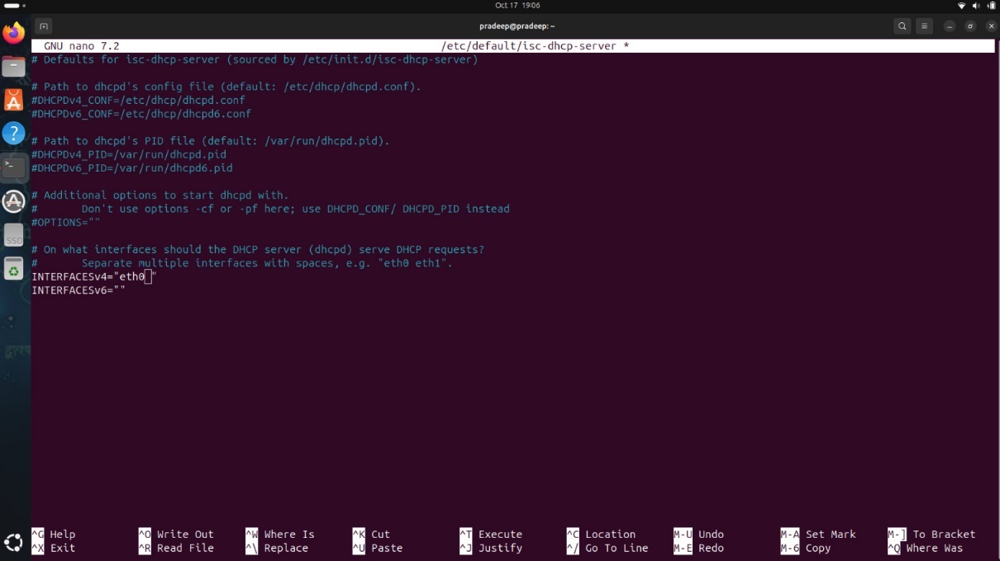 Oct 17 19:06
pradeep@pradeep: ~
GNU nano 7.2 /etc/default/isc-dhcp-server *
# Defaults for isc-dhcp-server (sourced by /etc/init.d/isc-dhcp-server)
# Path to dhcpd's config file (default: /etc/dhcp/dhcpd.conf).
#DHCPDv4_CONF=/etc/dhcp/dhcpd.conf
#DHCPDv6_CONF=/etc/dhcp/dhcpd6.conf
# Path to dhcpd's PID file (default: /var/run/dhcpd.pid).
#DHCPDv4_PID=/var/run/dhcpd.pid
#DHCPDv6_PID=/var/run/dhcpd6.pid
# Additional options to start dhcpd with.
# Don't use options -cf or -pf here; use DHCPD_CONF/ DHCPD_PID instead
#OPTIONS=""
# On what interfaces should the DHCP server (dhcpd) serve DHCP requests?
# Separate multiple interfaces with spaces, e.g. "eth0 eth1".
INTERFACESv4="eth0 "
INTERFACESv6=""
SSD
^G Help ^O Write Out ^W Where Is ^K Cut ^T Execute ^C Location M-U Undo M-A Set Mark M-] To Bracket
^X Exit ^R Read File ^\ Replace ^U Paste ^J Justify ^/ Go To Line M-E Redo M-6 Copy ^Q Where Was